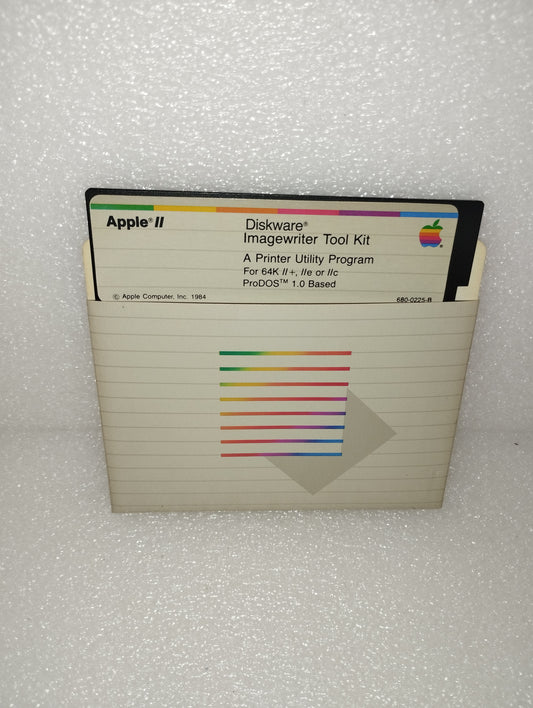 Apple® II
Diskware®
Imagewriter Tool Kit
A Printer Utility Program
For 64K II+, IIe or IIc
ProDOS™ 1.0 Based
© Apple Computer, Inc. 1984
680-0225-B